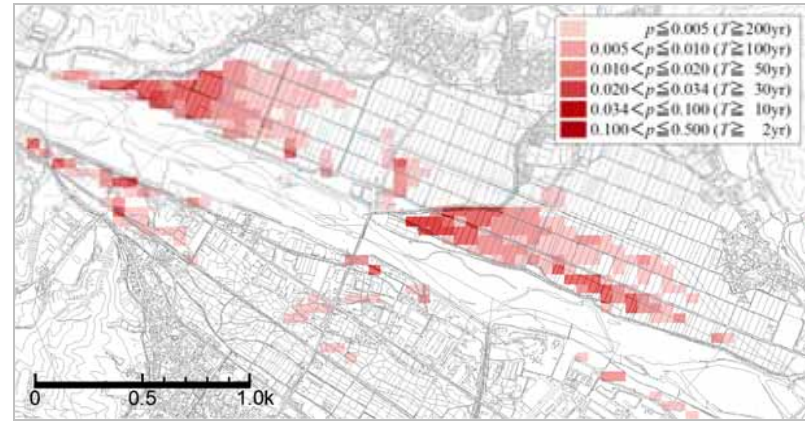 p≦0.005 (T≧200yr)
0.005<p≦0.010 (T≧100yr)
0.010<p≦0.020 (T≧ 50yr)
0.020<p≦0.034 (T≧ 30yr)
0.034<p≦0.100 (T≧ 10yr)
0.100<p≦0.500 (T≧ 2yr)
0 0.5 1.0k